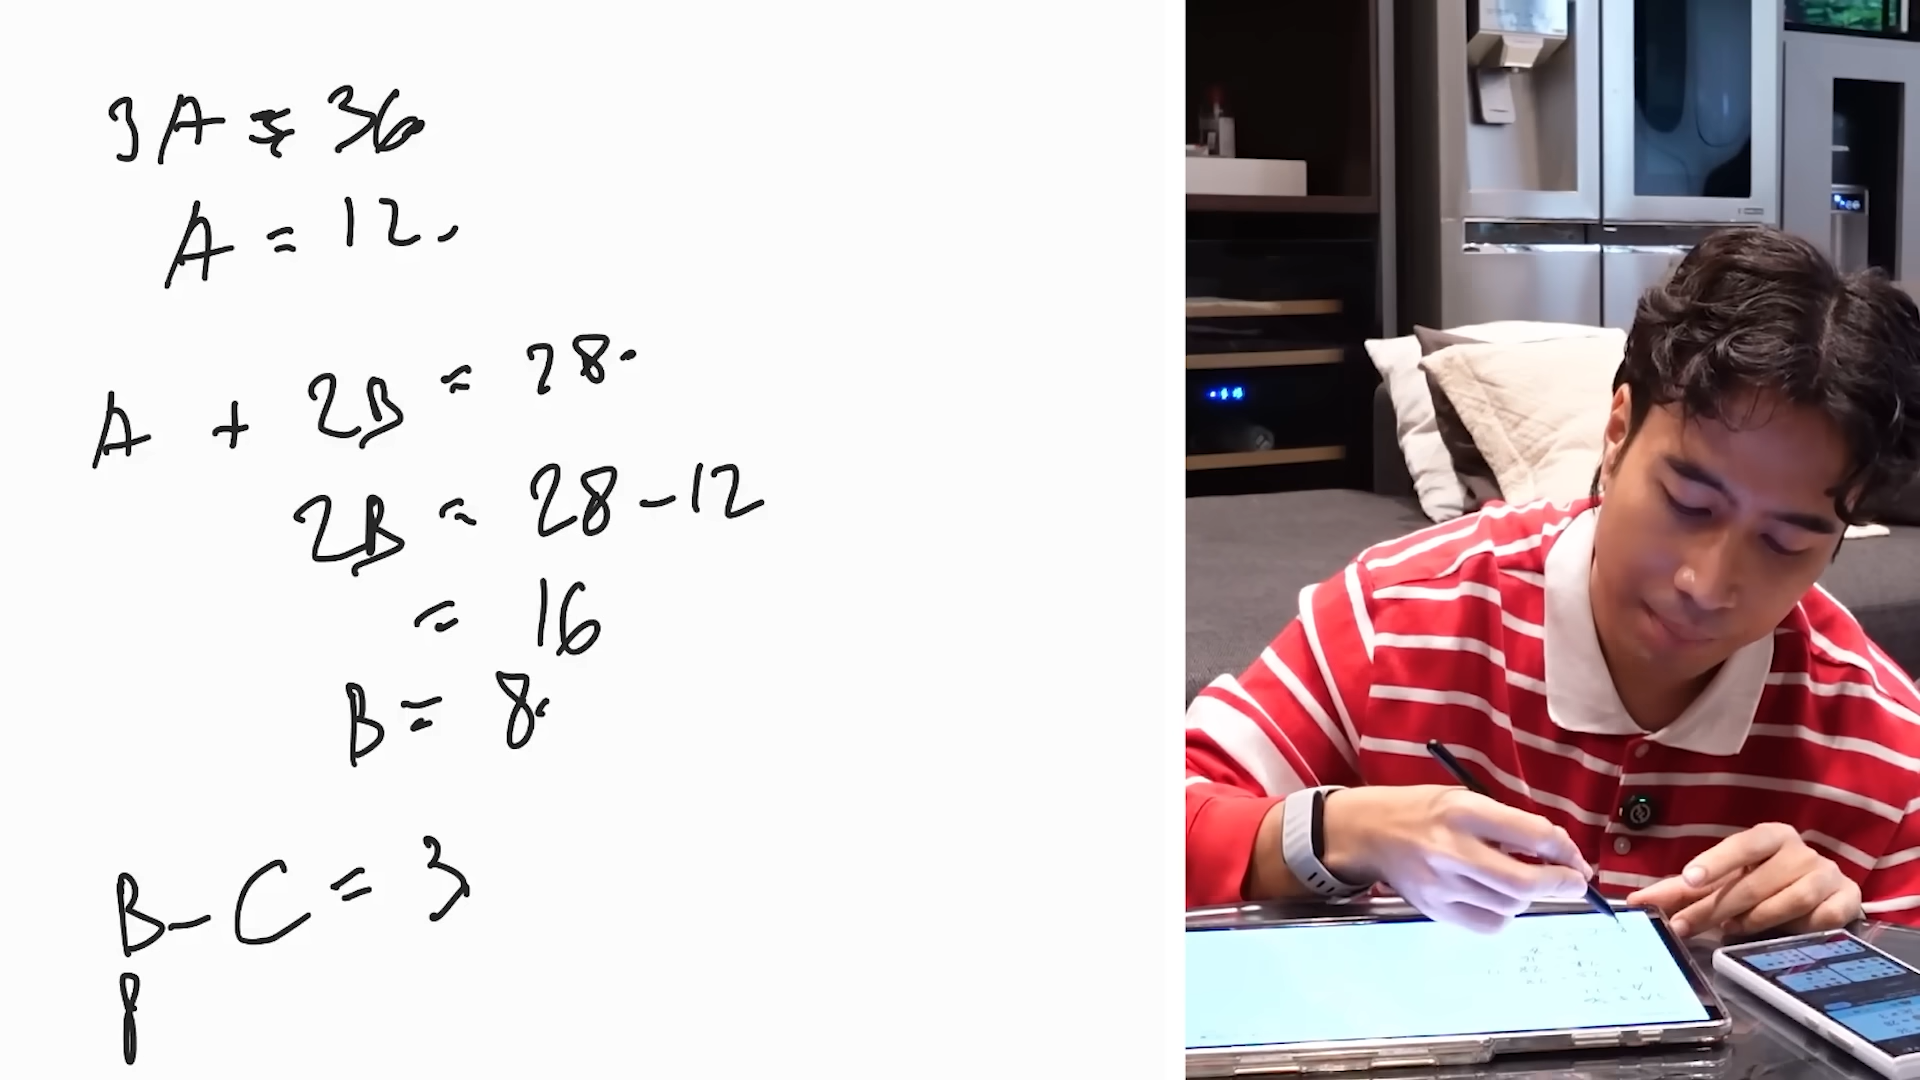 3A = 36
A = 12.
A + 2B = 28.
2B = 28 - 12
= 16
B = 8.
B - C = 3
8